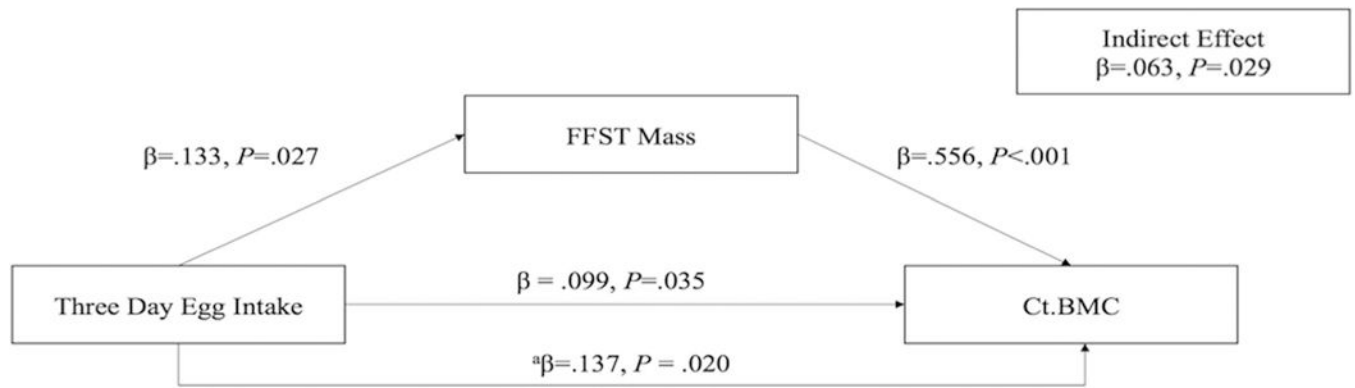 Indirect Effect
β=.063, P=.029
FFST Mass
β=.133, P=.027
β=.556, P<.001
β = .099, P=.035
Three Day Egg Intake
Ct.BMC
ᵃβ=.137, P = .020